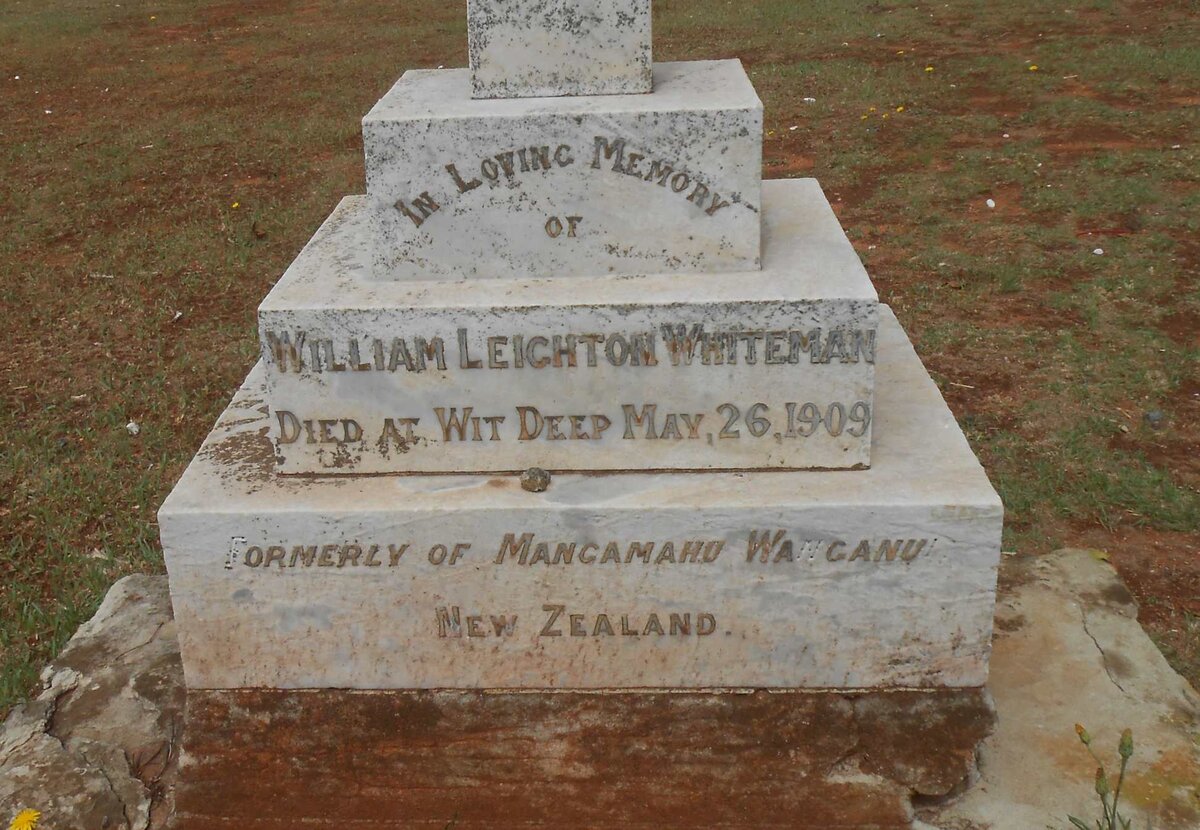 IN LOVING MEMORY
OF
WILLIAM LEIGHTON WHITEMAN
DIED AT WIT DEEP MAY, 26, 1909
FORMERLY OF MANGAMAHU WANGANUI
NEW ZEALAND.